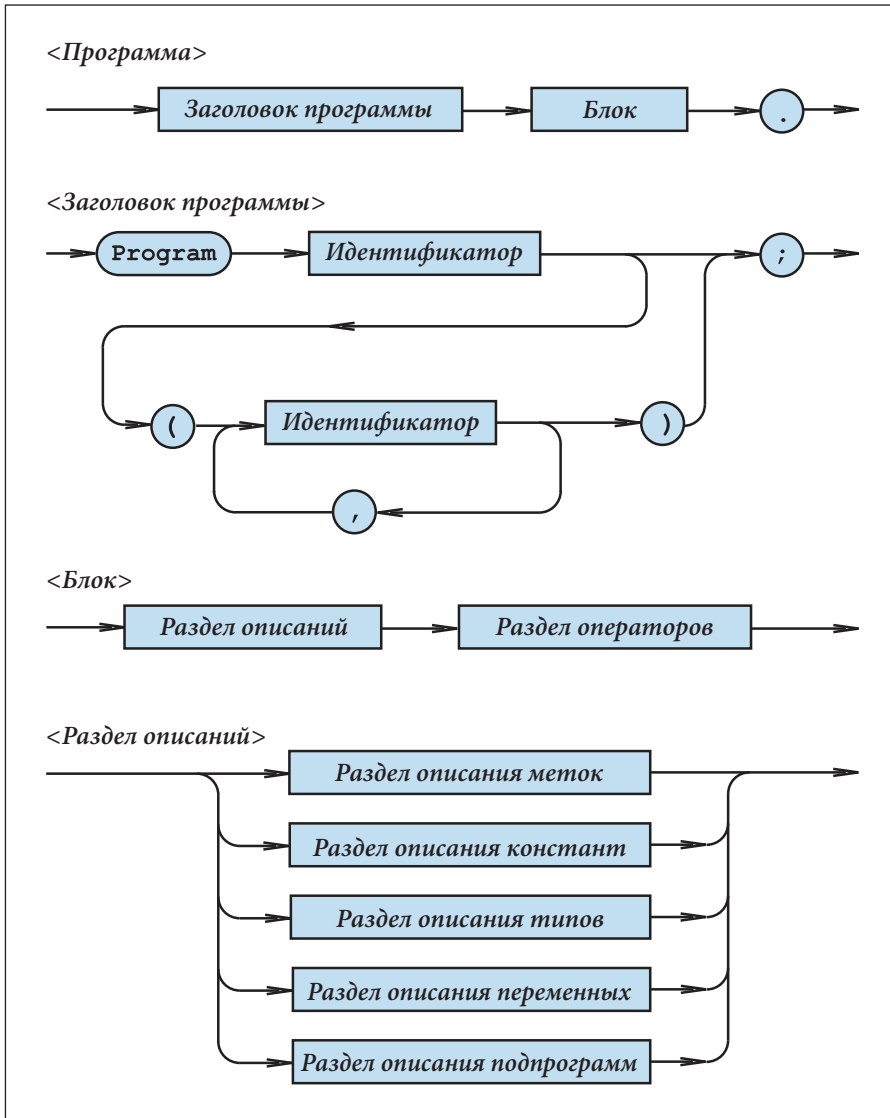 <Программа>
Заголовок программы Блок .
<Заголовок программы>
Program Идентификатор ;
( Идентификатор )
,
<Блок>
Раздел описаний Раздел операторов
<Раздел описаний>
Раздел описания меток
Раздел описания констант
Раздел описания типов
Раздел описания переменных
Раздел описания подпрограмм